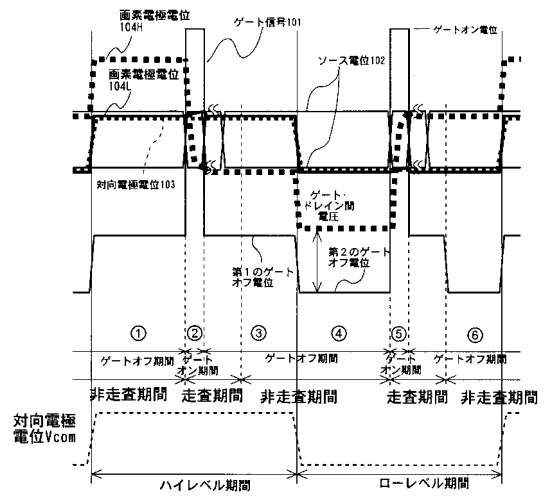 画素電極電位
104H
ゲート信号101
ゲートオン電位
画素電極電位
104L
ソース電位102
対向電極電位103
ゲート・
ドレイン間
電圧
第1のゲート
オフ電位
第2のゲート
オフ電位
① ② ③ ④ ⑤ ⑥
ゲートオフ期間 ゲート
オン期間 ゲートオフ期間 ゲート
オン期間 ゲートオフ期間
非走査期間 走査期間 非走査期間 走査期間 非走査期間
対向電極
電位Vcom
ハイレベル期間 ローレベル期間